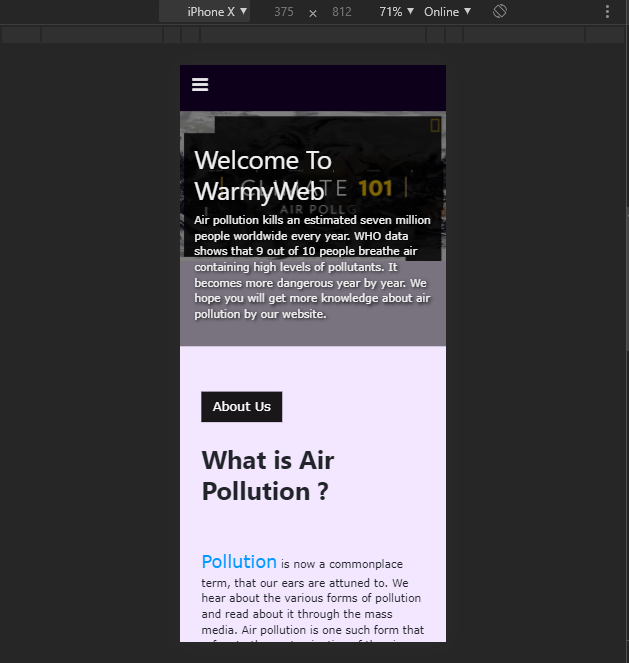 iPhone X 375 × 812 71% Online
Welcome To
WarmyWeb
CLIMATE 101
AIR POLLG
Air pollution kills an estimated seven million
people worldwide every year. WHO data
shows that 9 out of 10 people breathe air
containing high levels of pollutants. It
becomes more dangerous year by year. We
hope you will get more knowledge about air
pollution by our website.
About Us
What is Air
Pollution ?
Pollution is now a commonplace
term, that our ears are attuned to. We
hear about the various forms of pollution
and read about it through the mass
media. Air pollution is one such form that